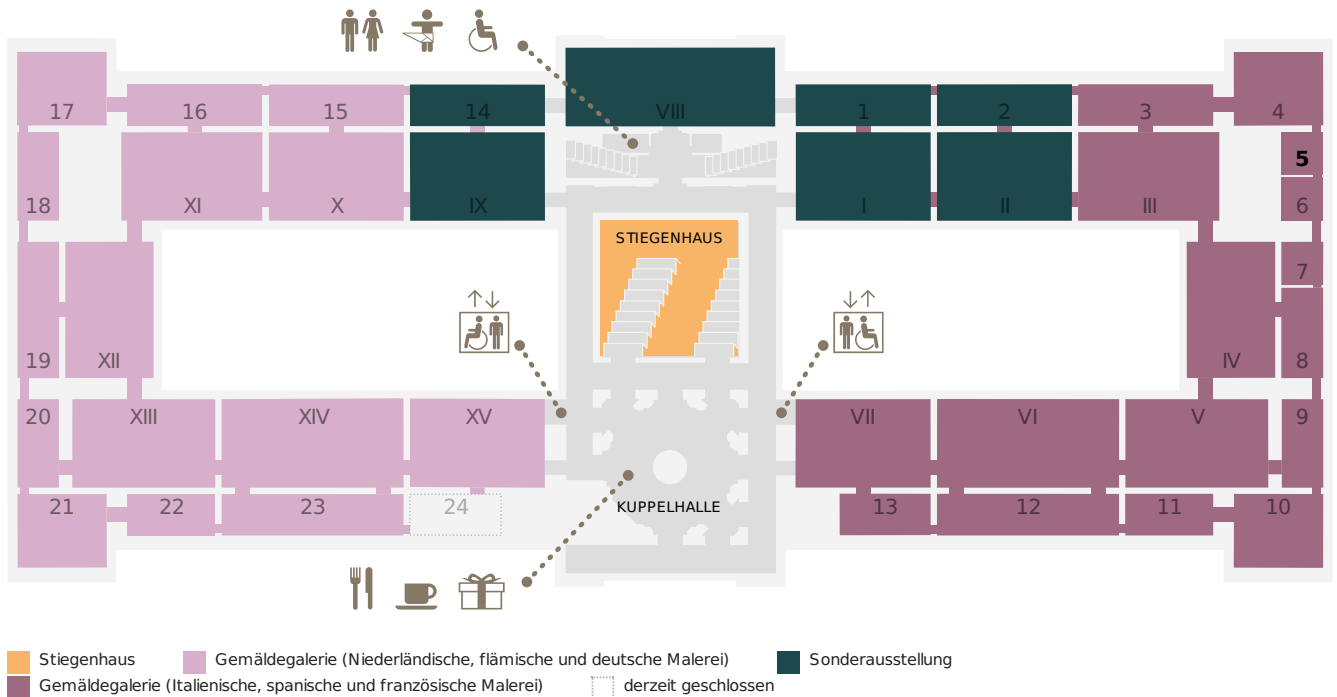 17 16 15 14 VIII 1 2 3 4
5
18 XI X IX I II III 6
STIEGENHAUS
7
19 XII IV 8
20 XIII XIV XV VII VI V 9
21 22 23 24 KUPPELHALLE 13 12 11 10
Stiegenhaus Gemäldegalerie (Niederländische, flämische und deutsche Malerei) Sonderausstellung
Gemäldegalerie (Italienische, spanische und französische Malerei) derzeit geschlossen